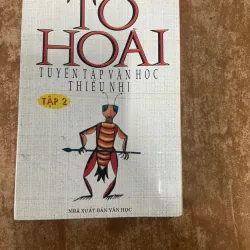 TÔ
HOÀI
TUYỂN TẬP VĂN HỌC
THIẾU NHI
TẬP 2
NHÀ XUẤT BẢN VĂN HỌC